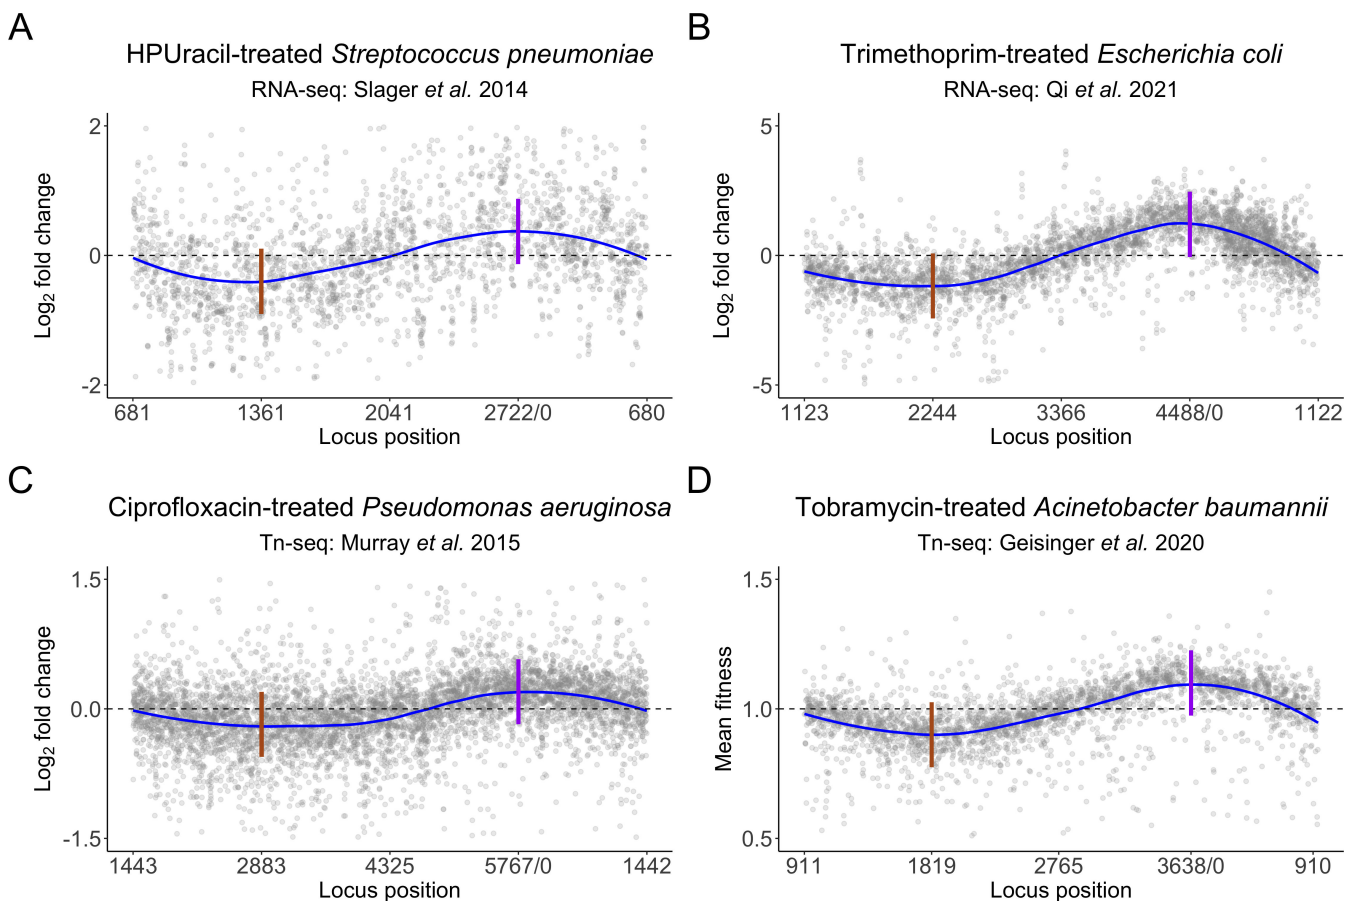 A
HPUracil-treated Streptococcus pneumoniae
RNA-seq: Slager et al. 2014
Log2 fold change
2
0
-2
681 1361 2041 2722/0 680
Locus position
B
Trimethoprim-treated Escherichia coli
RNA-seq: Qi et al. 2021
Log2 fold change
5
0
-5
1123 2244 3366 4488/0 1122
Locus position
C
Ciprofloxacin-treated Pseudomonas aeruginosa
Tn-seq: Murray et al. 2015
Log2 fold change
1.5
0.0
-1.5
1443 2883 4325 5767/0 1442
Locus position
D
Tobramycin-treated Acinetobacter baumannii
Tn-seq: Geisinger et al. 2020
Mean fitness
1.5
1.0
0.5
911 1819 2765 3638/0 910
Locus position